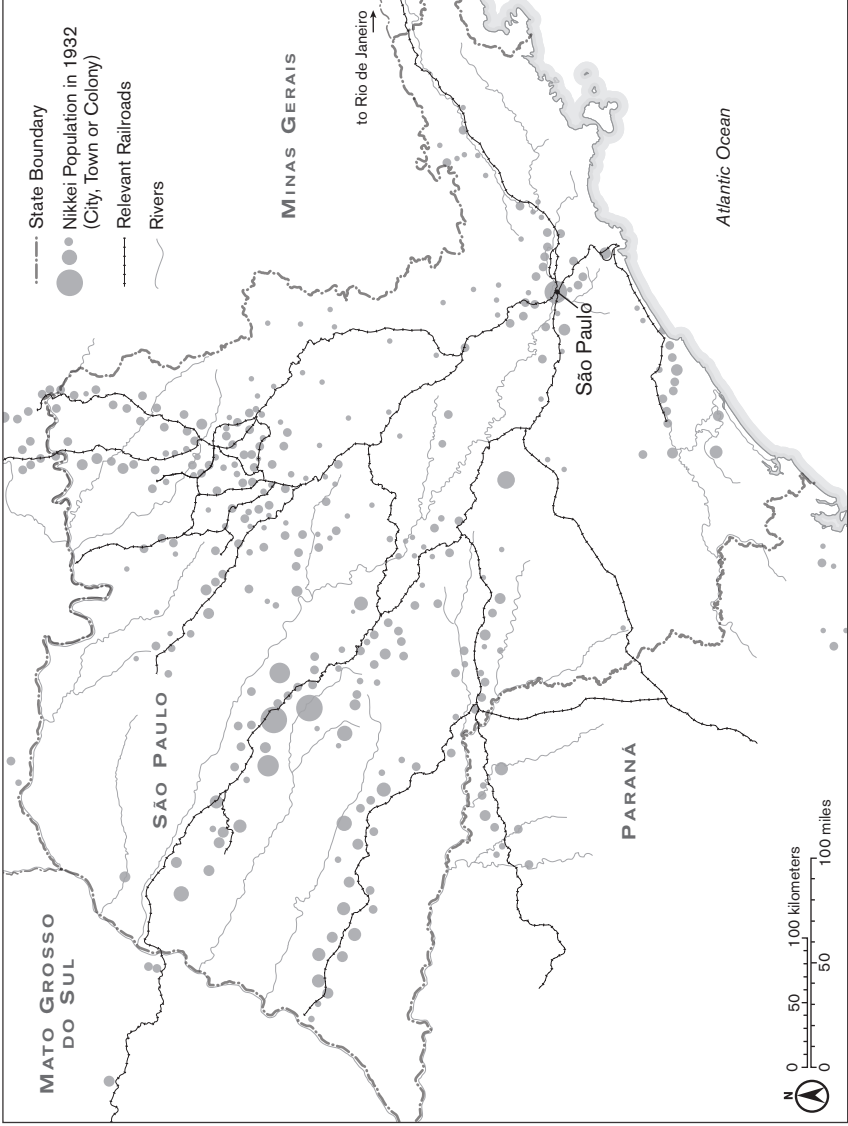 State Boundary
Nikkei Population in 1932
(City, Town or Colony)
Relevant Railroads
Rivers
MINAS GERAIS
to Rio de Janeiro
Atlantic Ocean
São Paulo
SÃO PAULO
MATO GROSSO
DO SUL
PARANÁ
N
0 50 100 kilometers
0 50 100 miles